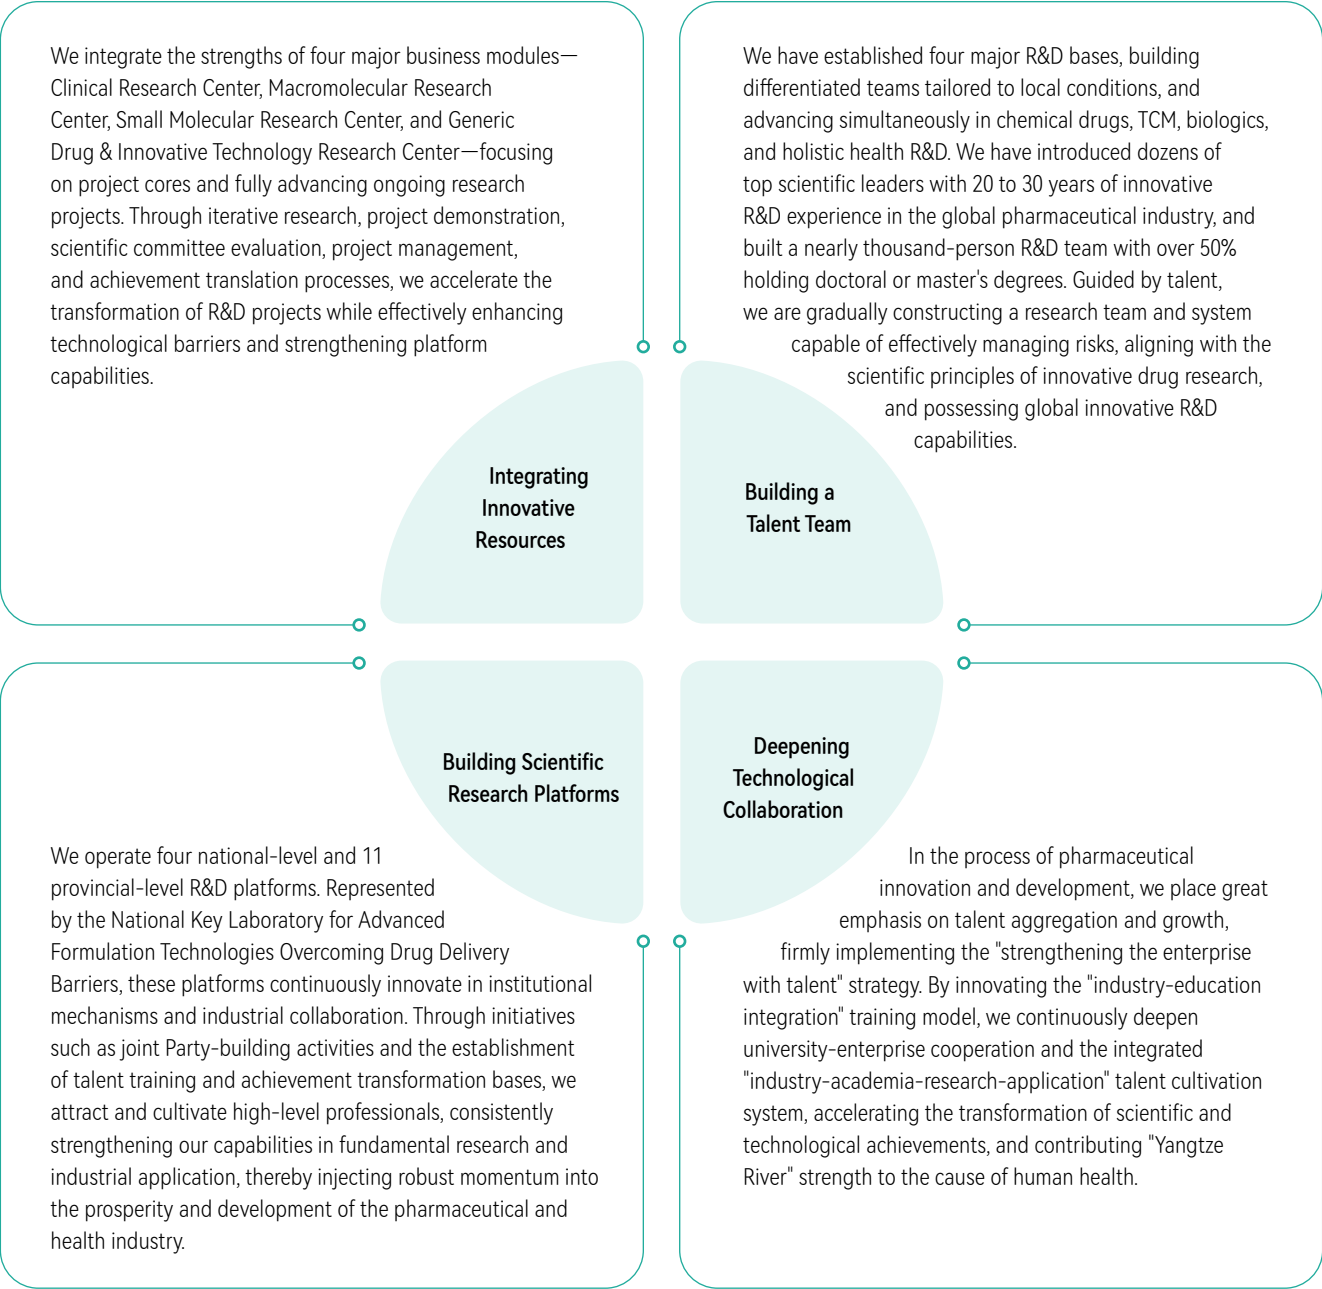 We integrate the strengths of four major business modules—
Clinical Research Center, Macromolecular Research
Center, Small Molecular Research Center, and Generic
Drug & Innovative Technology Research Center—focusing
on project cores and fully advancing ongoing research
projects. Through iterative research, project demonstration,
scientific committee evaluation, project management,
and achievement translation processes, we accelerate the
transformation of R&D projects while effectively enhancing
technological barriers and strengthening platform
capabilities.
Integrating
Innovative
Resources
We have established four major R&D bases, building
differentiated teams tailored to local conditions, and
advancing simultaneously in chemical drugs, TCM, biologics,
and holistic health R&D. We have introduced dozens of
top scientific leaders with 20 to 30 years of innovative
R&D experience in the global pharmaceutical industry, and
built a nearly thousand-person R&D team with over 50%
holding doctoral or master's degrees. Guided by talent,
we are gradually constructing a research team and system
capable of effectively managing risks, aligning with the
scientific principles of innovative drug research,
and possessing global innovative R&D
capabilities.
Building a
Talent Team
Building Scientific
Research Platforms
We operate four national-level and 11
provincial-level R&D platforms. Represented
by the National Key Laboratory for Advanced
Formulation Technologies Overcoming Drug Delivery
Barriers, these platforms continuously innovate in institutional
mechanisms and industrial collaboration. Through initiatives
such as joint Party-building activities and the establishment
of talent training and achievement transformation bases, we
attract and cultivate high-level professionals, consistently
strengthening our capabilities in fundamental research and
industrial application, thereby injecting robust momentum into
the prosperity and development of the pharmaceutical and
health industry.
Deepening
Technological
Collaboration
In the process of pharmaceutical
innovation and development, we place great
emphasis on talent aggregation and growth,
firmly implementing the "strengthening the enterprise
with talent" strategy. By innovating the "industry-education
integration" training model, we continuously deepen
university-enterprise cooperation and the integrated
"industry-academia-research-application" talent cultivation
system, accelerating the transformation of scientific and
technological achievements, and contributing "Yangtze
River" strength to the cause of human health.